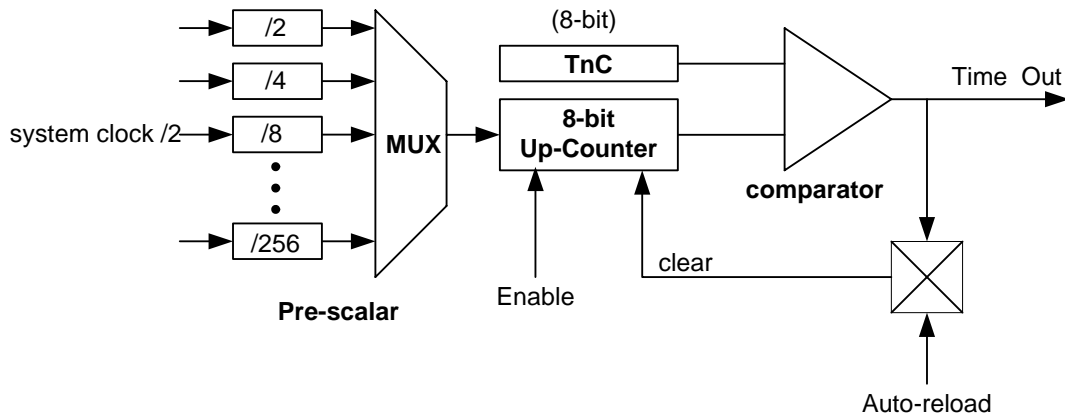 /2
(8-bit)
TnC
/4
Time Out
system clock /2
/8
MUX
8-bit
Up-Counter
comparator
/256
clear
Enable
Pre-scalar
Auto-reload